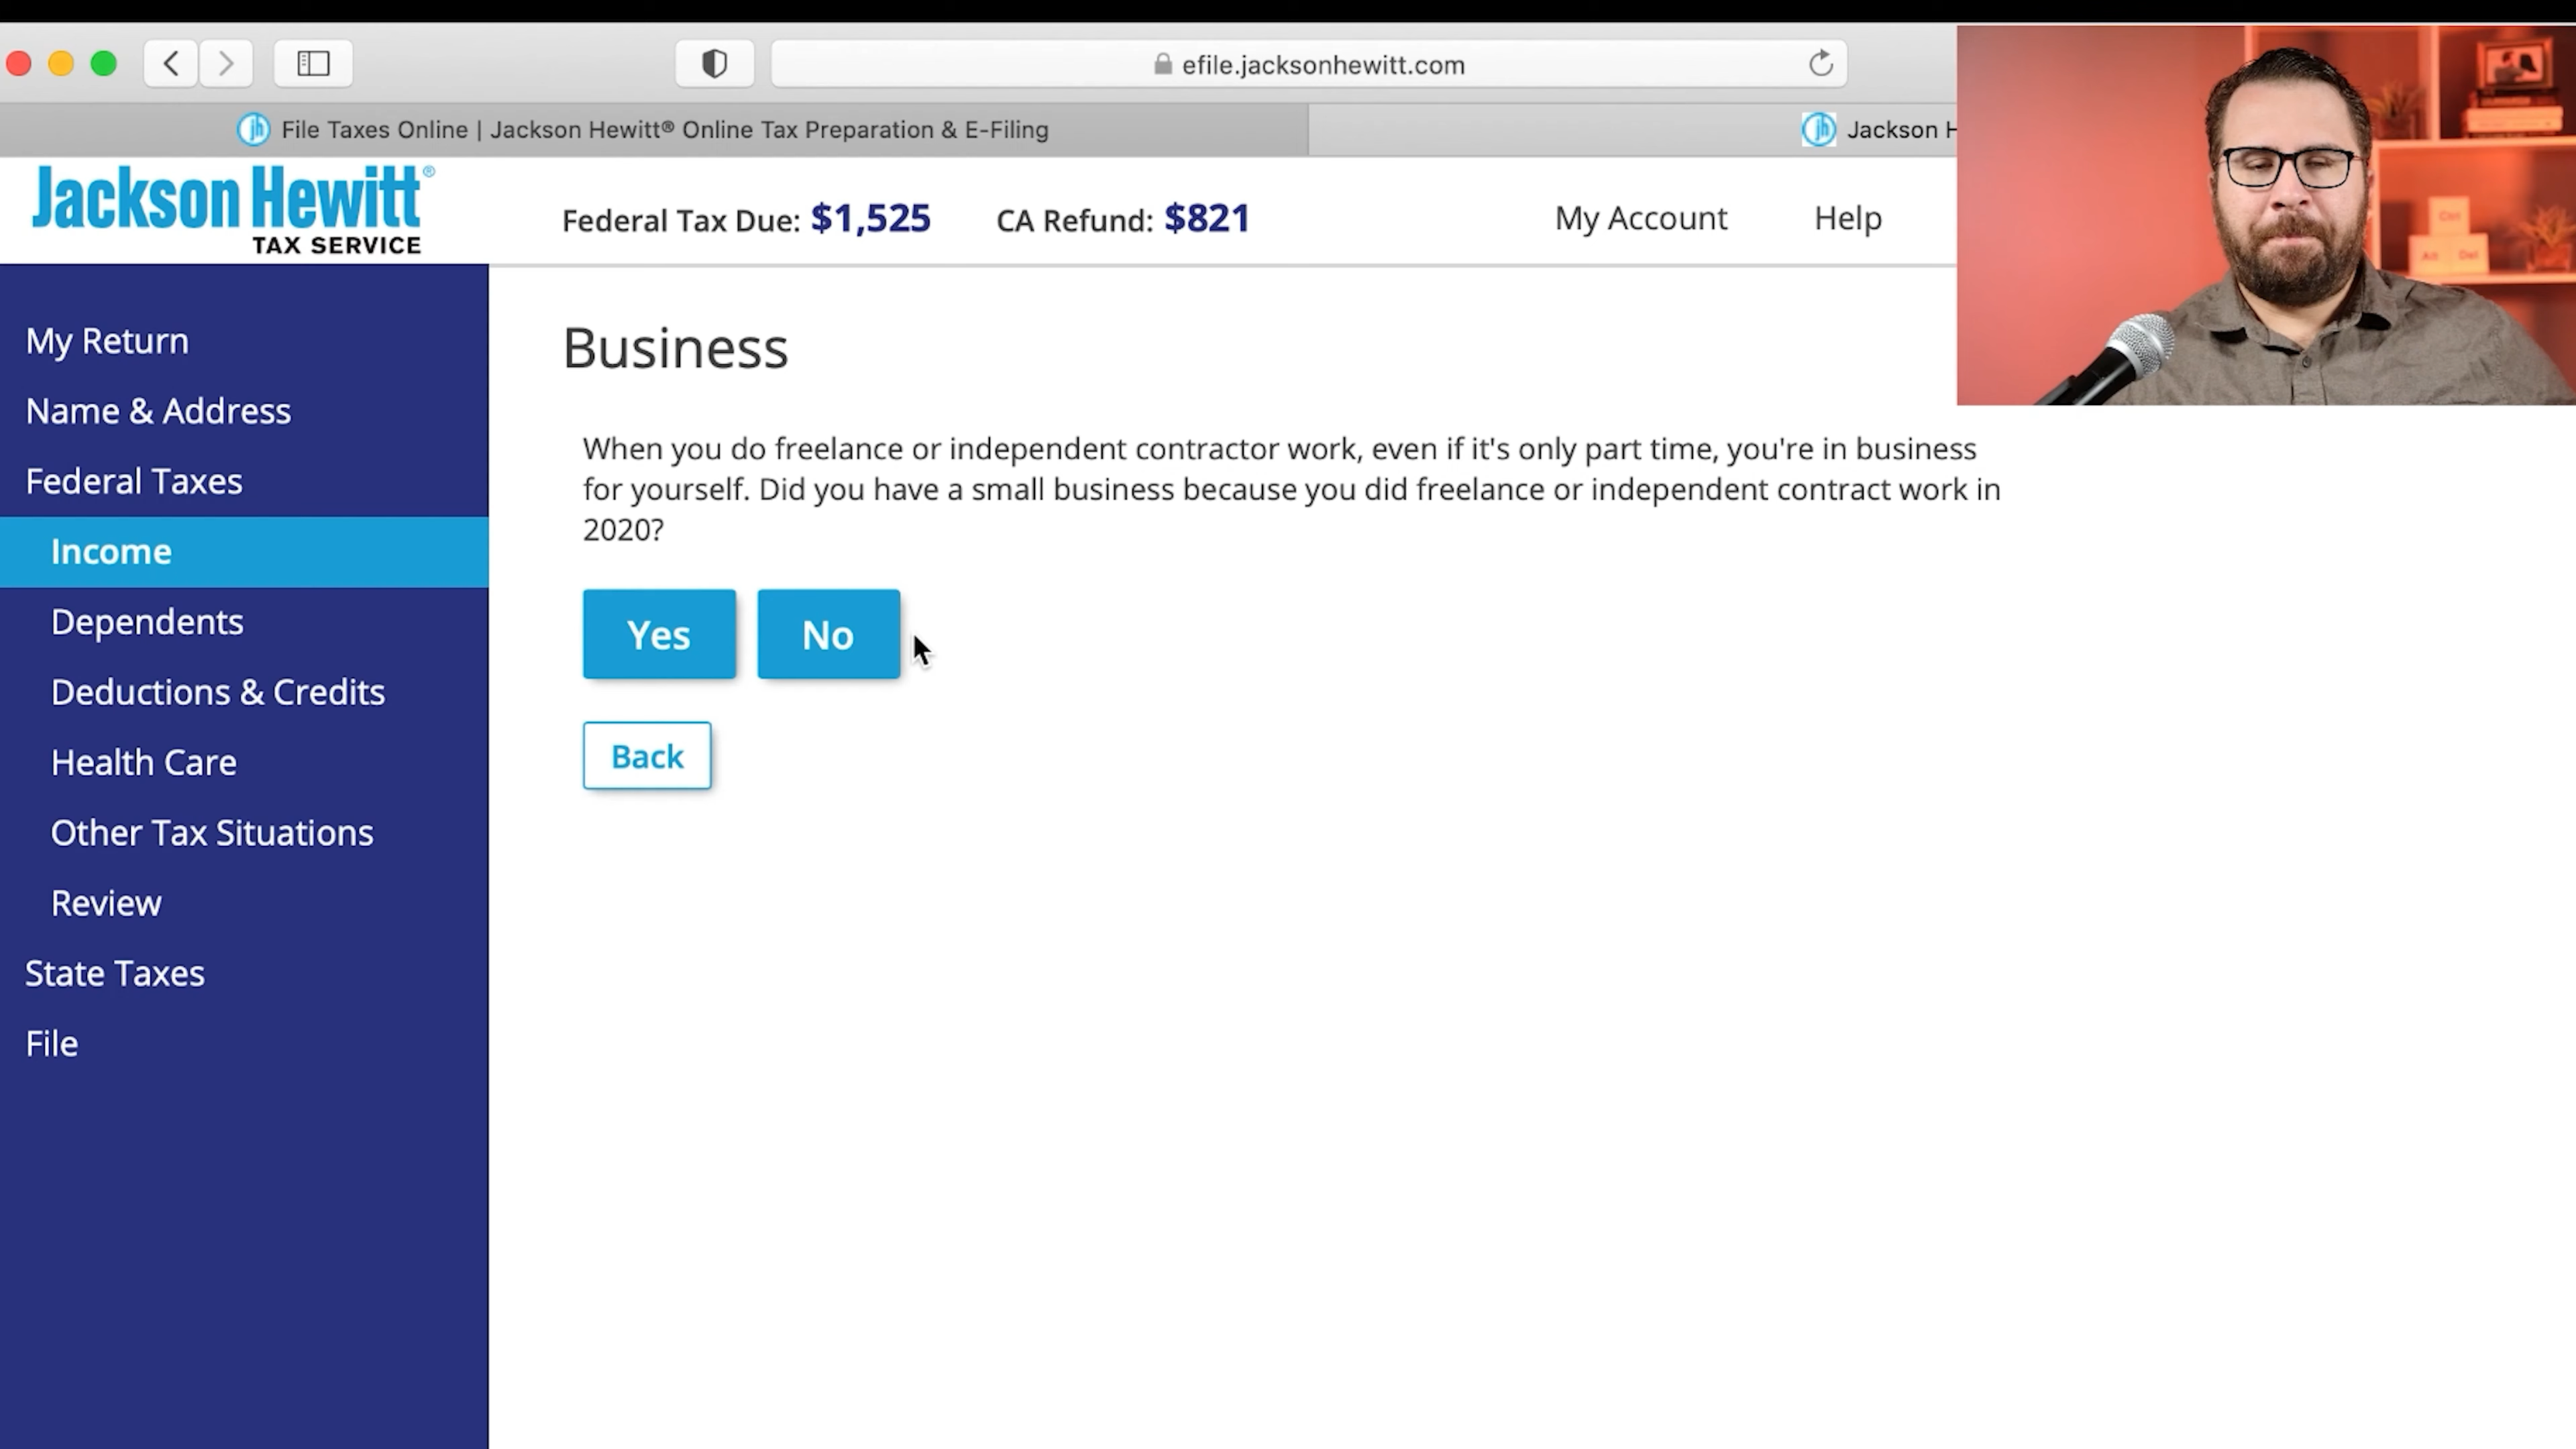 efile.jacksonhewitt.com
File Taxes Online | Jackson Hewitt® Online Tax Preparation & E-Filing
Jackson H
Jackson Hewitt®
TAX SERVICE
Federal Tax Due: $1,525
CA Refund: $821
My Account
Help
My Return
Name & Address
Federal Taxes
Income
Dependents
Deductions & Credits
Health Care
Other Tax Situations
Review
State Taxes
File
Business
When you do freelance or independent contractor work, even if it's only part time, you're in business
for yourself. Did you have a small business because you did freelance or independent contract work in
2020?
Yes
No
Back
Ctrl
Alt
Del